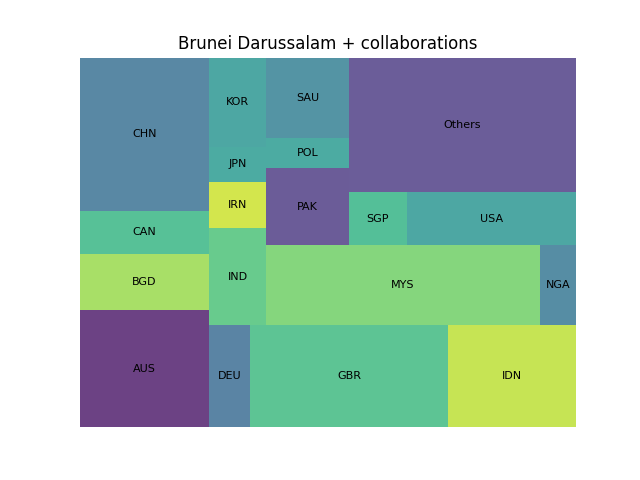 Brunei Darussalam + collaborations
CHN
KOR
SAU
Others
POL
JPN
IRN
PAK
SGP
USA
CAN
BGD
IND
MYS
NGA
AUS
DEU
GBR
IDN